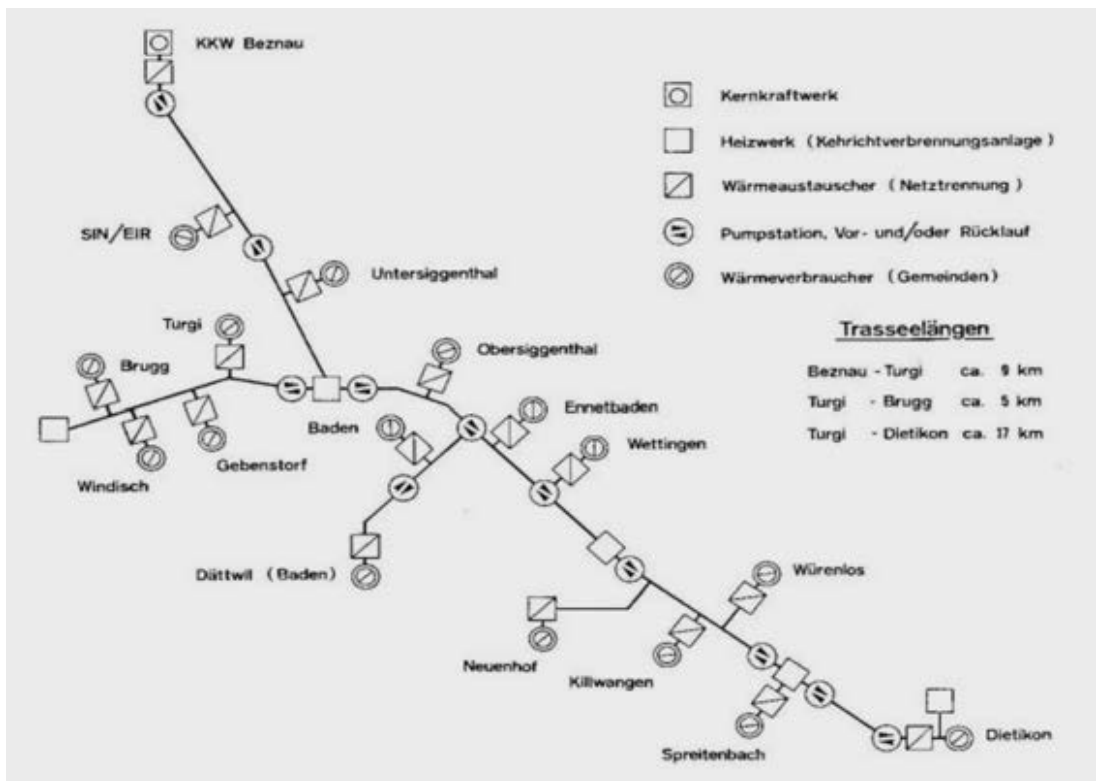 KKW Beznau
Kernkraftwerk
Heizwerk (Kehrichtverbrennungsanlage)
Wärmeaustauscher (Netztrennung)
Pumpstation, Vor- und/oder Rücklauf
Wärmeverbraucher (Gemeinden)
SIN/EIR
Untersiggenthal
Turgi
Obersiggenthal
Brugg
Ennetbaden
Baden
Wettingen
Gebenstorf
Windisch
Dättwil (Baden)
Würenlos
Neuenhof
Killwangen
Spreitenbach
Dietikon
Trasseelängen
Beznau - Turgi ca. 9 km
Turgi - Brugg ca. 5 km
Turgi - Dietikon ca. 17 km